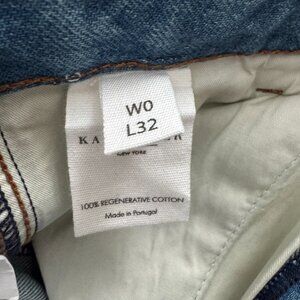 W0
L32
NEW YORK
100% REGENERATIVE COTTON
Made in Portugal